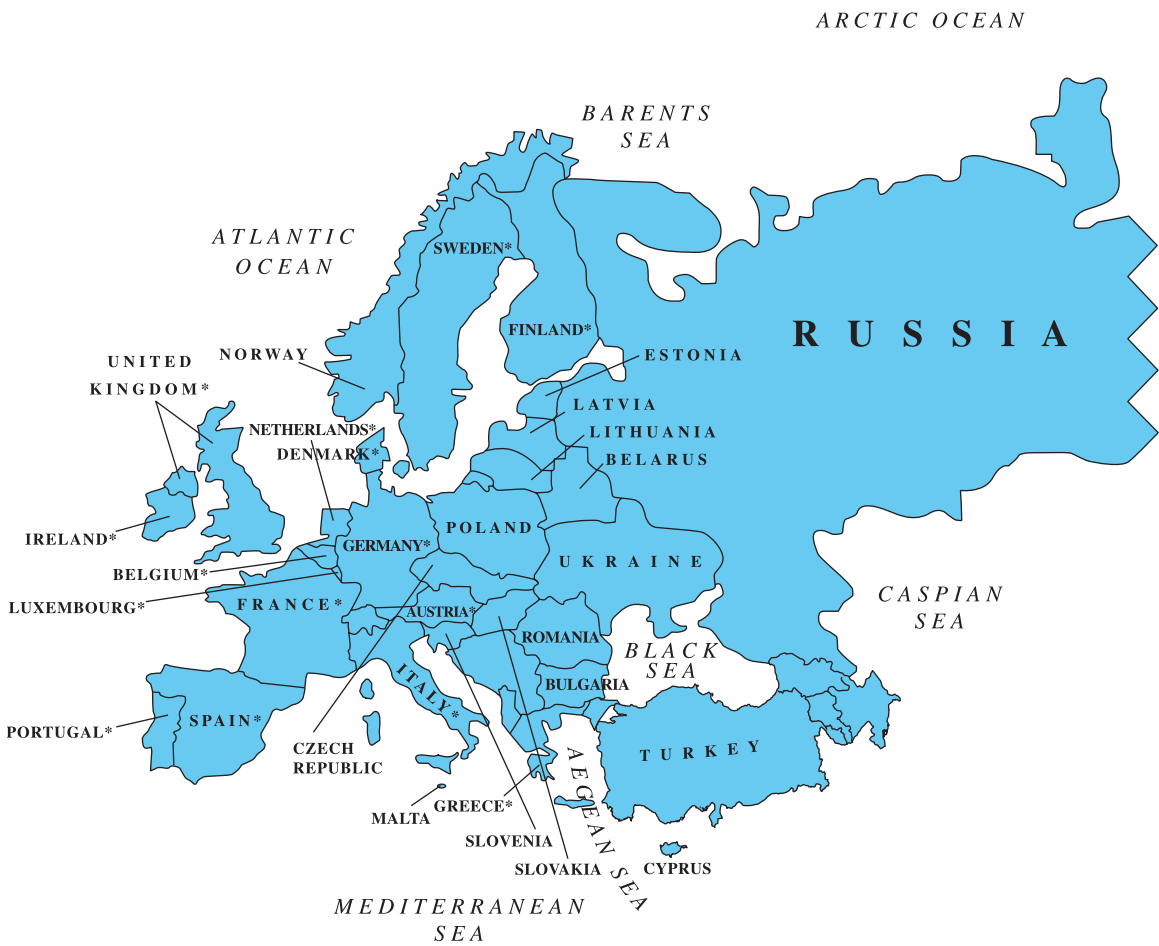 ARCTIC OCEAN
BARENTS
SEA
ATLANTIC
OCEAN
SWEDEN*
FINLAND*
RUSSIA
NORWAY
ESTONIA
UNITED
KINGDOM*
LATVIA
NETHERLANDS*
LITHUANIA
DENMARK*
BELARUS
POLAND
IRELAND*
GERMANY*
UKRAINE
BELGIUM*
LUXEMBOURG*
FRANCE*
AUSTRIA*
CASPIAN
SEA
ROMANIA
BLACK
SEA
BULGARIA
ITALY*
PORTUGAL*
SPAIN*
CZECH
REPUBLIC
TURKEY
AEGEAN SEA
MALTA
GREECE*
SLOVENIA
SLOVAKIA
CYPRUS
MEDITERRANEAN
SEA